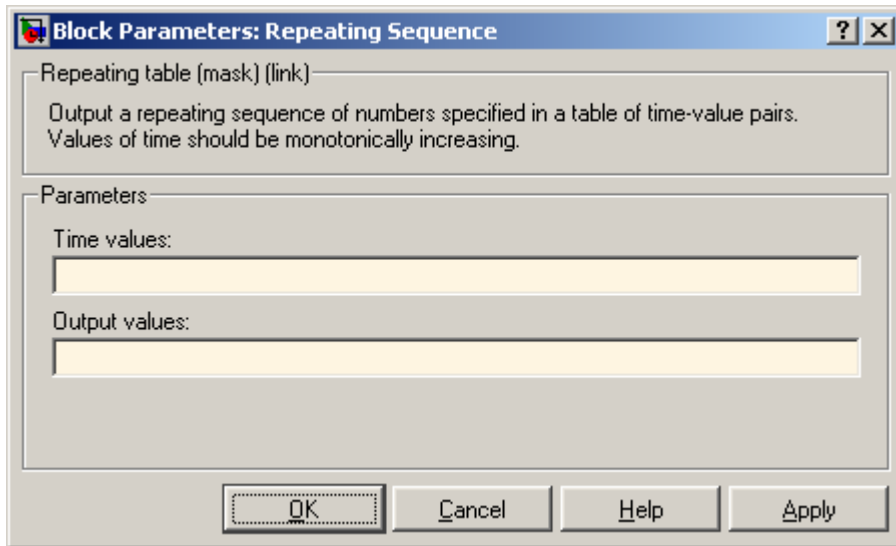 Block Parameters: Repeating Sequence
Repeating table (mask) (link)
Output a repeating sequence of numbers specified in a table of time-value pairs.
Values of time should be monotonically increasing.
Parameters
Time values:
Output values:
OK Cancel Help Apply